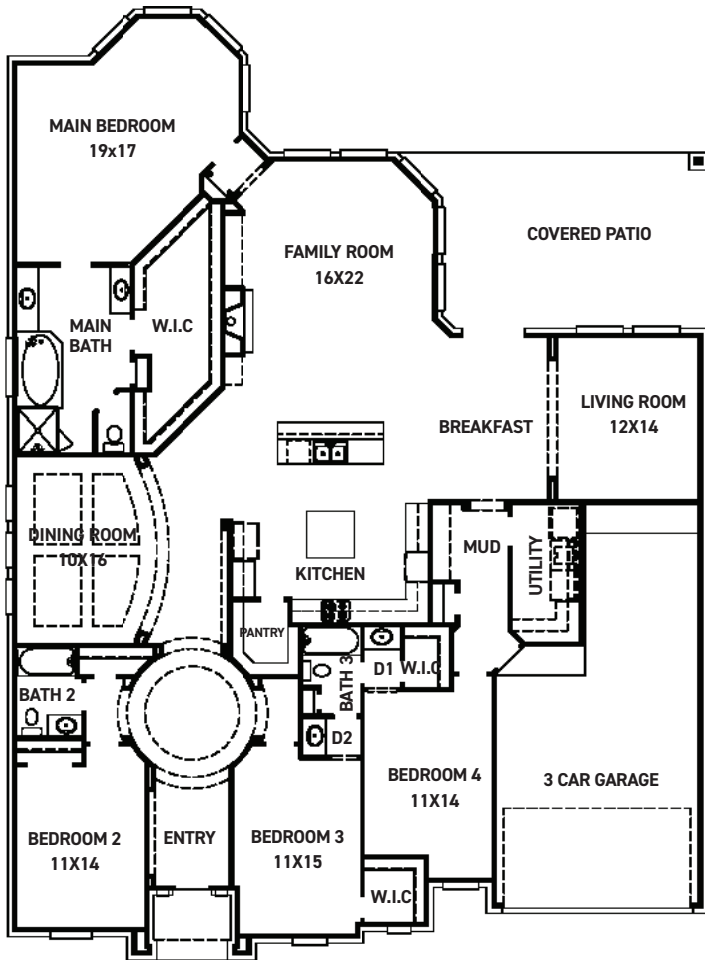 MAIN BEDROOM
19x17
FAMILY ROOM
16X22
COVERED PATIO
MAIN
BATH
W.I.C
LIVING ROOM
12X14
BREAKFAST
DINING ROOM
10X16
KITCHEN
MUD
UTILITY
PANTRY
BATH 3
D1
W.I.C
BATH 2
D2
BEDROOM 4
11X14
3 CAR GARAGE
BEDROOM 2
11X14
ENTRY
BEDROOM 3
11X15
W.I.C